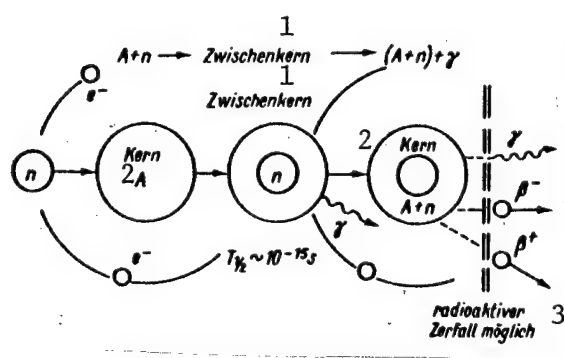 1
A+n → Zwischenkern → (A+n)+γ
1
Zwischenkern
e⁻
n
Kern
2A
n
2
Kern
A+n
γ
γ
β⁻
β⁺
e⁻
T½~10⁻¹⁵s
radioaktiver 3
Zerfall möglich